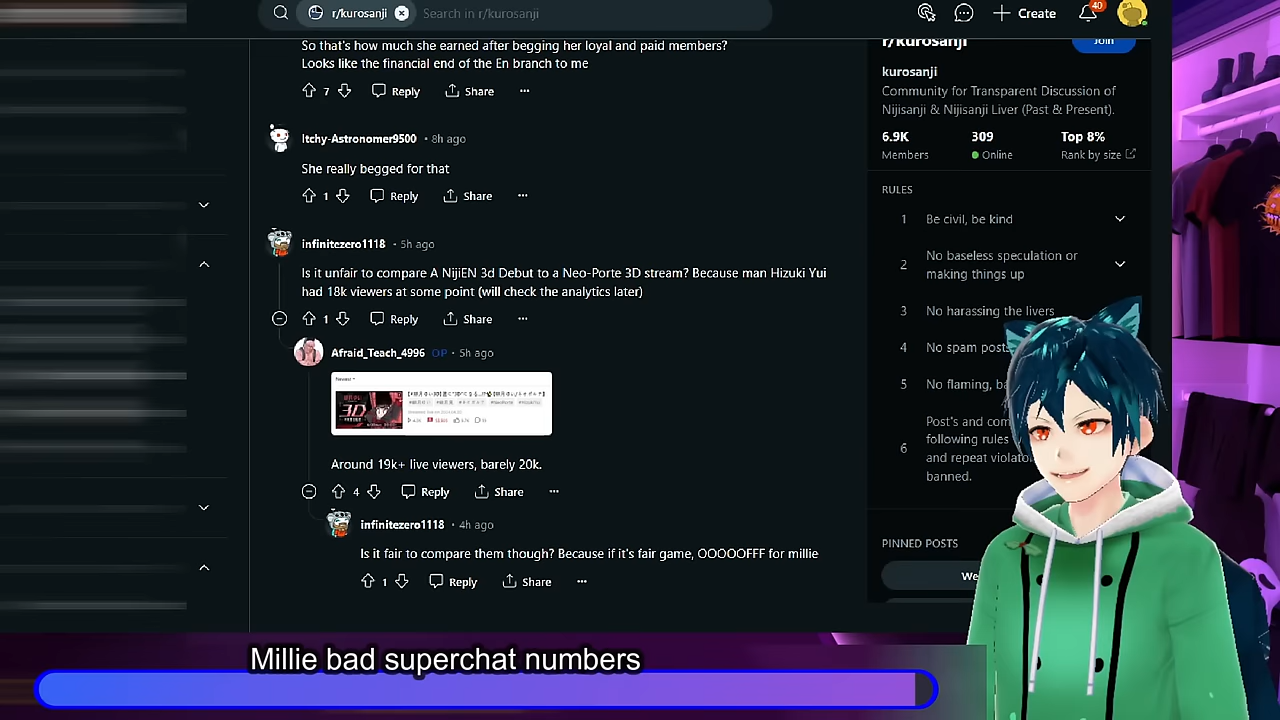 r/kurosanji
Search in r/kurosanji
Create
40
So that's how much she earned after begging her loyal and paid members?
Looks like the financial end of the En branch to me
7 Reply Share
Itchy-Astronomer9500 • 8h ago
She really begged for that
1 Reply Share
infinitezero1118 • 5h ago
Is it unfair to compare A NijiEN 3d Debut to a Neo-Porte 3D stream? Because man Hizuki Yui
had 18k viewers at some point (will check the analytics later)
1 Reply Share
Afraid_Teach_4996 OP • 5h ago
3D
Around 19k+ live viewers, barely 20k.
4 Reply Share
infinitezero1118 • 4h ago
Is it fair to compare them though? Because if it's fair game, OOOOOFFF for millie
1 Reply Share
r/kurosanji
Join
kurosanji
Community for Transparent Discussion of
Nijisanji & Nijisanji Liver (Past & Present).
6.9K 309 Top 8%
Members Online Rank by size
RULES
1 Be civil, be kind
2 No baseless speculation or
making things up
3 No harassing the livers
4 No spam posts
5 No flaming, ba
6 Post's and com
following rules
and repeat violato
banned.
PINNED POSTS
We
Millie bad superchat numbers